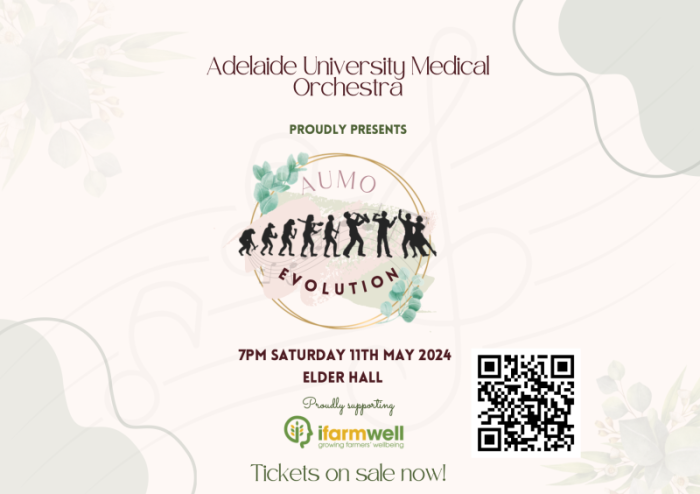 Adelaide University Medical
Orchestra
PROUDLY PRESENTS
AUMO
EVOLUTION
7PM SATURDAY 11TH MAY 2024
ELDER HALL
Proudly supporting
ifarmwell
growing farmers' wellbeing
Tickets on sale now!